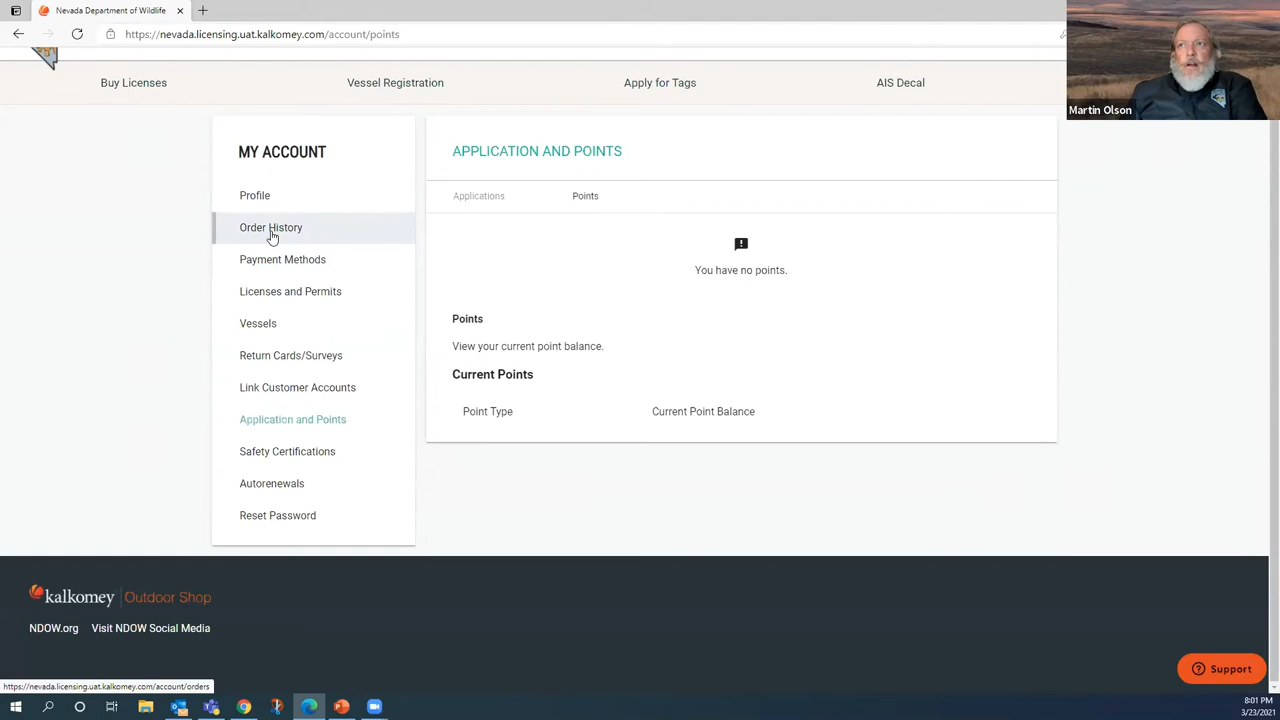 Nevada Department of Wildlife
https://nevada.licensing.uat.kalkomey.com/account/points
Martin Olson
Buy Licenses
Vessel Registration
Apply for Tags
AIS Decal
MY ACCOUNT
Profile
Order History
Payment Methods
Licenses and Permits
Vessels
Return Cards/Surveys
Link Customer Accounts
Application and Points
Safety Certifications
Autorenewals
Reset Password
APPLICATION AND POINTS
Applications
Points
You have no points.
Points
View your current point balance.
Current Points
Point Type
Current Point Balance
kalkomey | Outdoor Shop
NDOW.org
Visit NDOW Social Media
Support
https://nevada.licensing.uat.kalkomey.com/account/orders
8:01 PM
3/23/2021